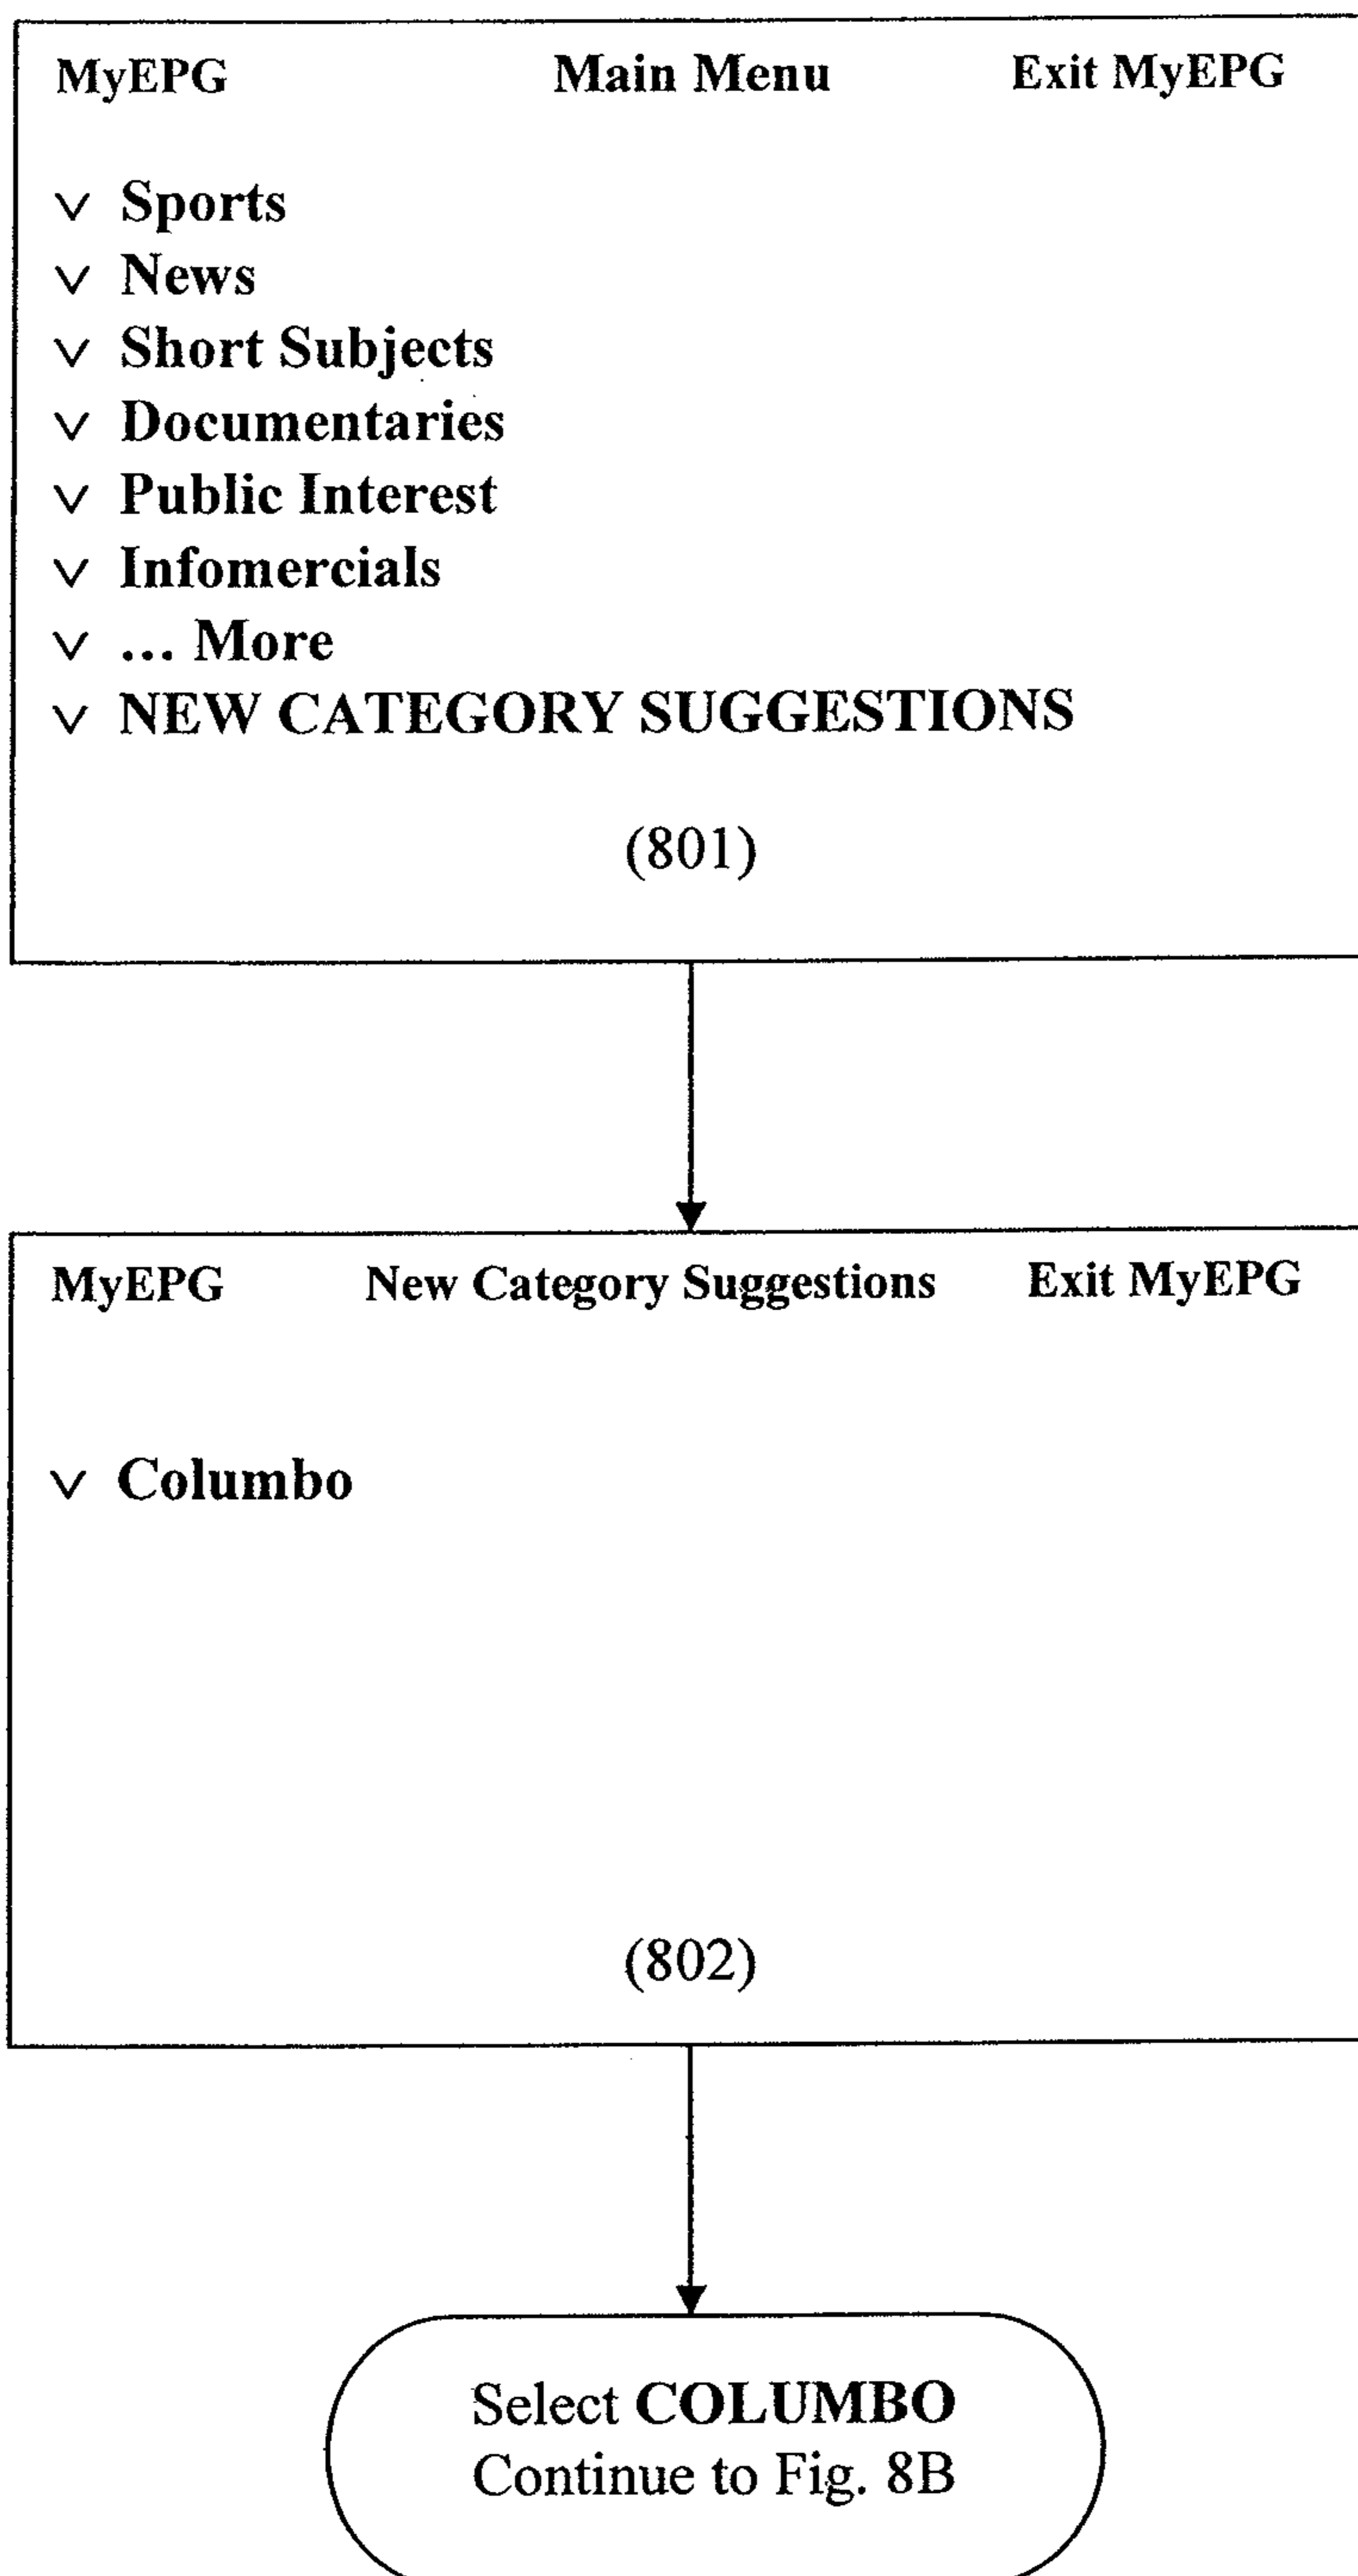 MyEPG Main Menu Exit MyEPG
∨ Sports
∨ News
∨ Short Subjects
∨ Documentaries
∨ Public Interest
∨ Infomercials
∨ ... More
∨ NEW CATEGORY SUGGESTIONS
(801)
MyEPG New Category Suggestions Exit MyEPG
∨ Columbo
(802)
Select COLUMBO
Continue to Fig. 8B